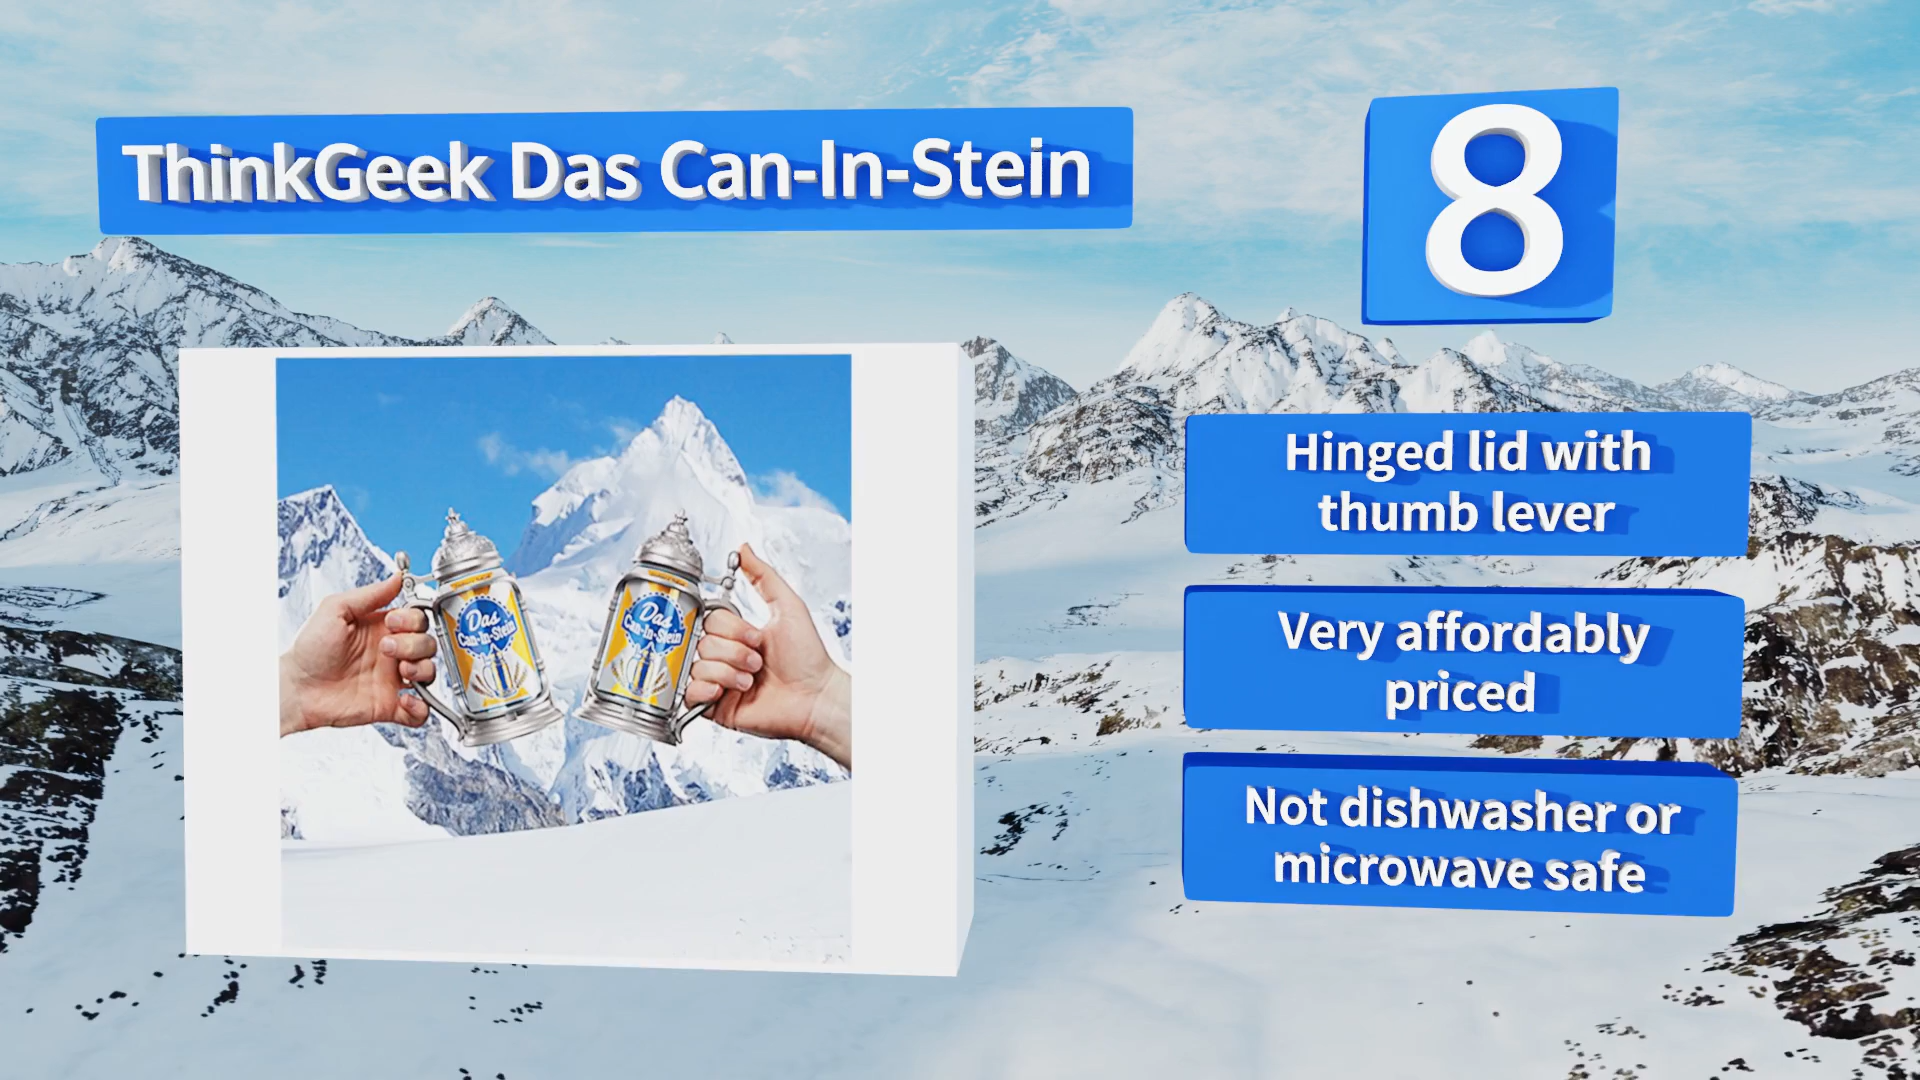 ThinkGeek Das Can-In-Stein
8
Hinged lid with
thumb lever
Very affordably
priced
Not dishwasher or
microwave safe
Das
Can-In-Stein
Das
Can-In-Stein